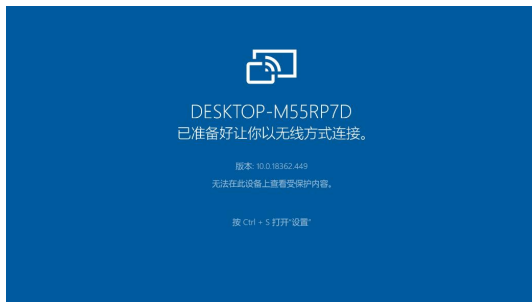 DESKTOP-M55RP7D
已准备好让你以无线方式连接。
版本: 10.0.18362.449
无法在此设备上查看受保护内容。
按 Ctrl + S 打开"设置"